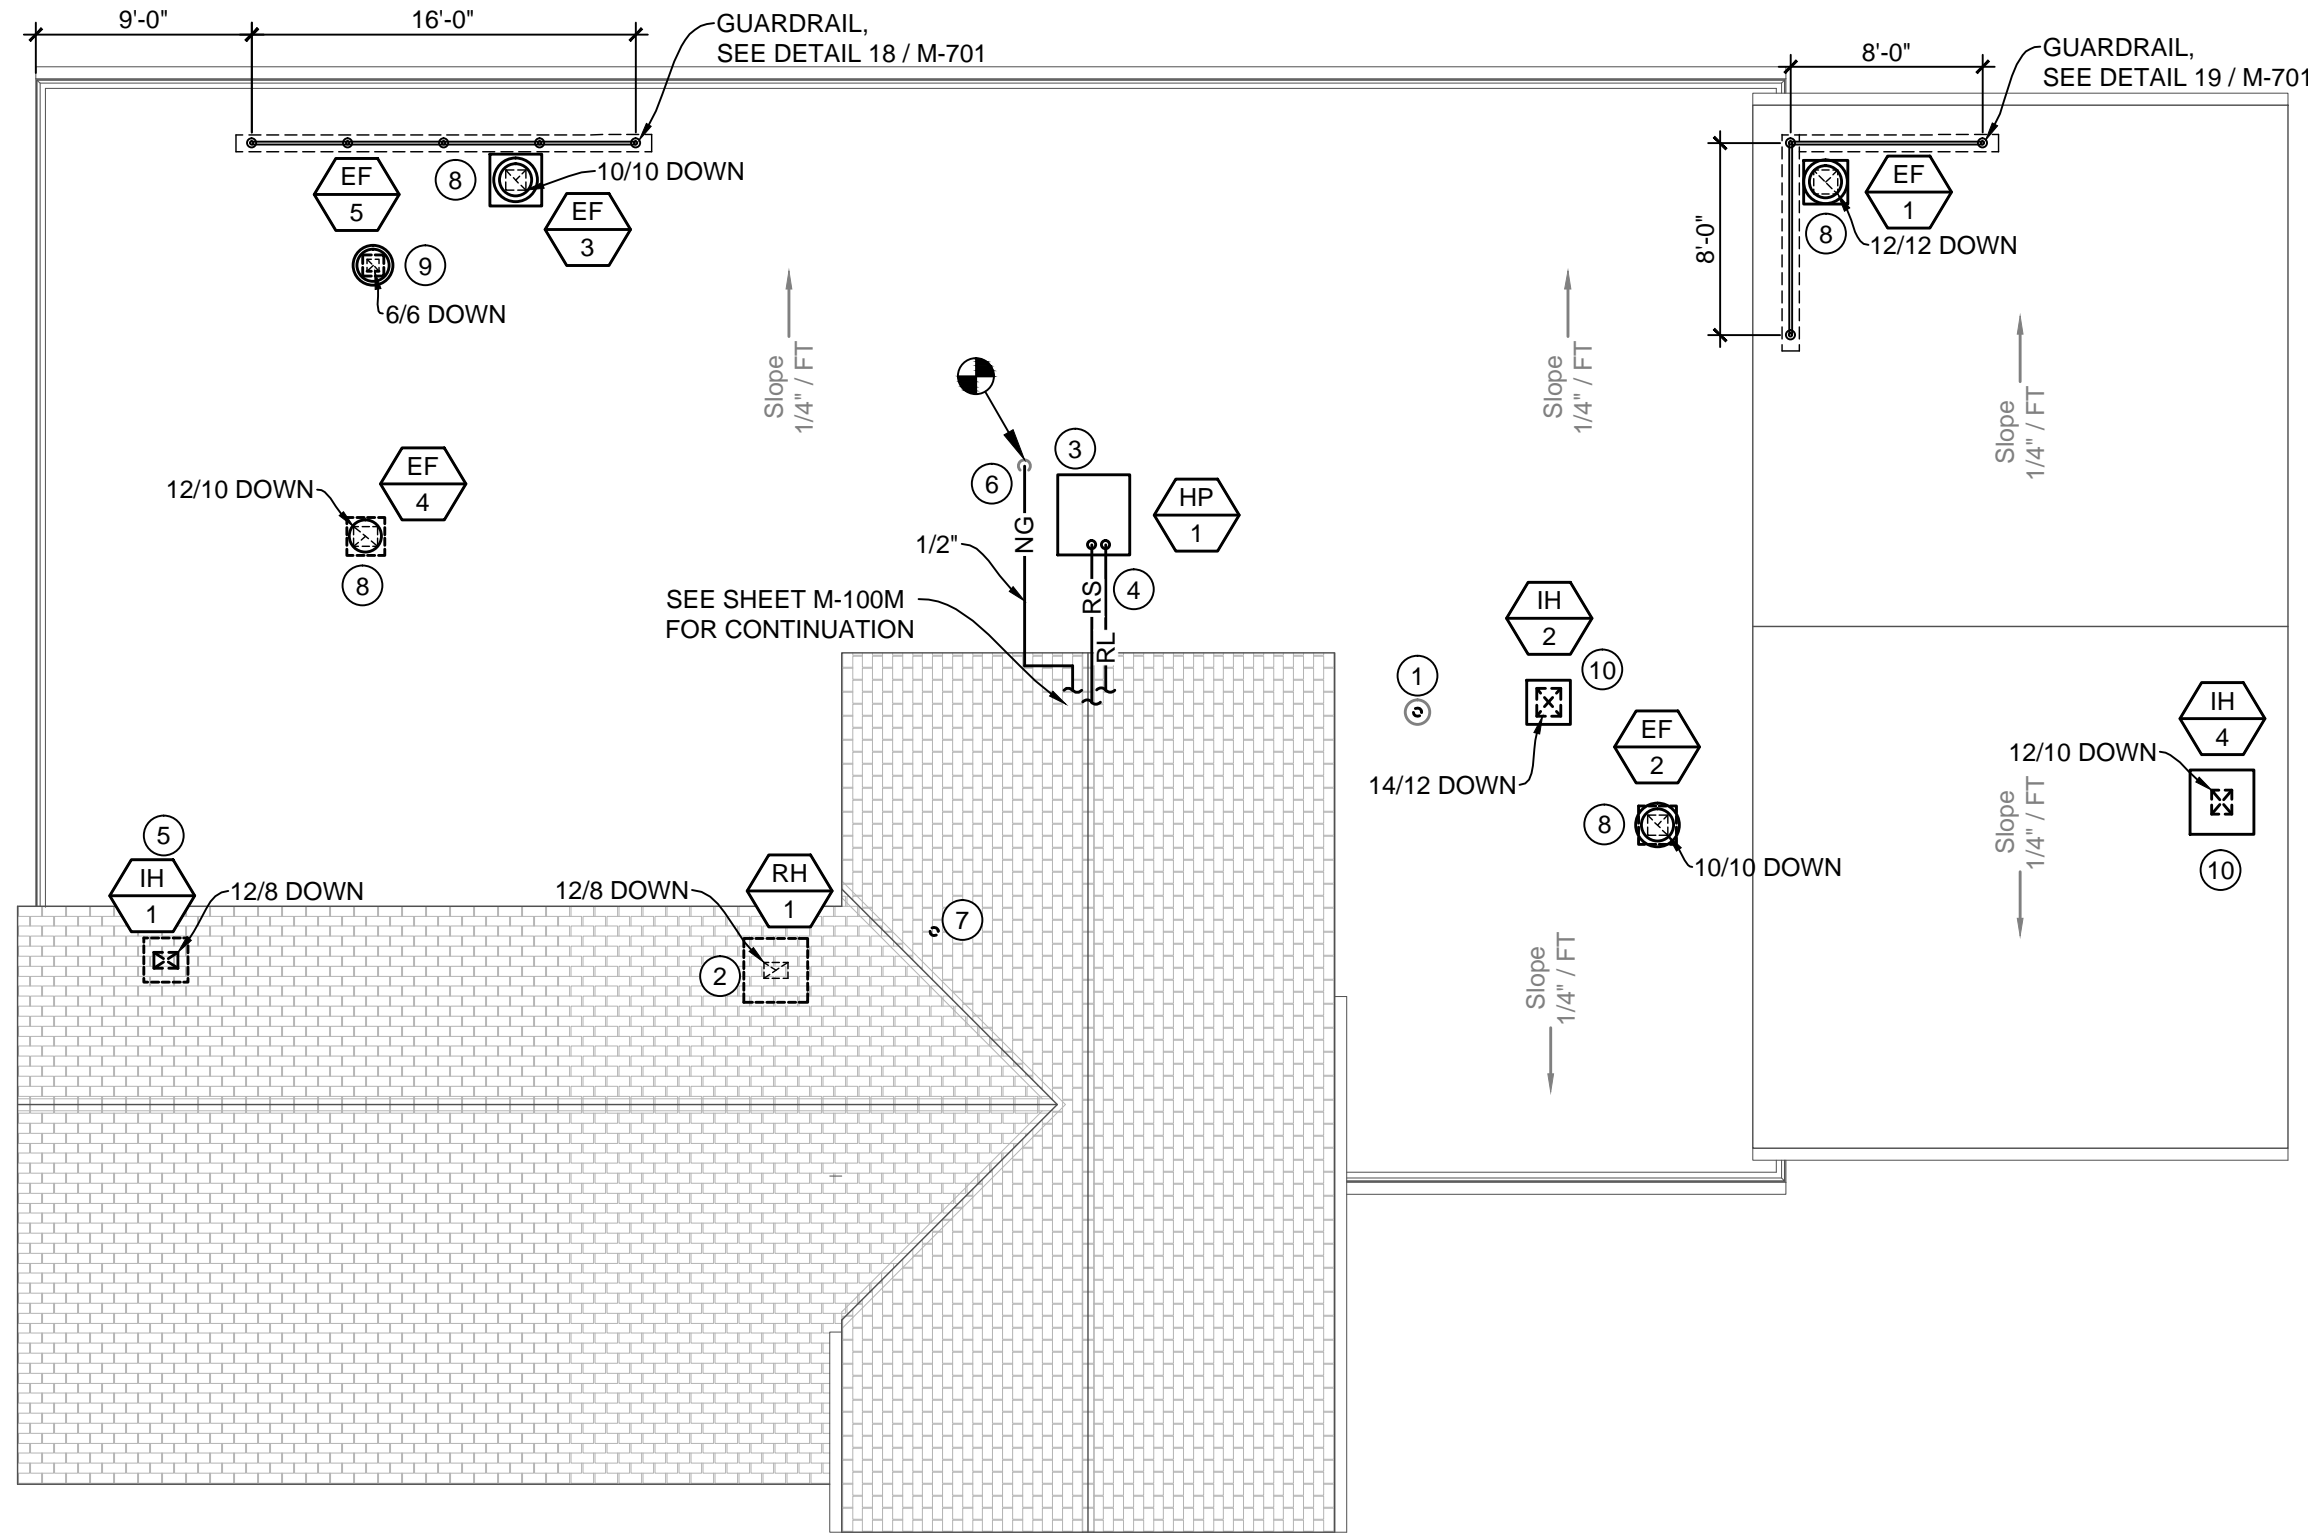 9'-0"
16'-0"
GUARDRAIL,
SEE DETAIL 18 / M-701
8'-0"
GUARDRAIL,
SEE DETAIL 19 / M-701
EF
5
8
10/10 DOWN
EF
3
9
6/6 DOWN
8'-0"
EF
1
8
12/12 DOWN
Slope
1/4" / FT
Slope
1/4" / FT
Slope
1/4" / FT
12/10 DOWN
EF
4
8
6
3
HP
1
NG
1/2"
RS
RL
4
SEE SHEET M-100M
FOR CONTINUATION
IH
2
10
1
14/12 DOWN
EF
2
8
10/10 DOWN
IH
4
12/10 DOWN
10
Slope
1/4" / FT
Slope
1/4" / FT
5
IH
1
12/8 DOWN
12/8 DOWN
RH
1
2
7